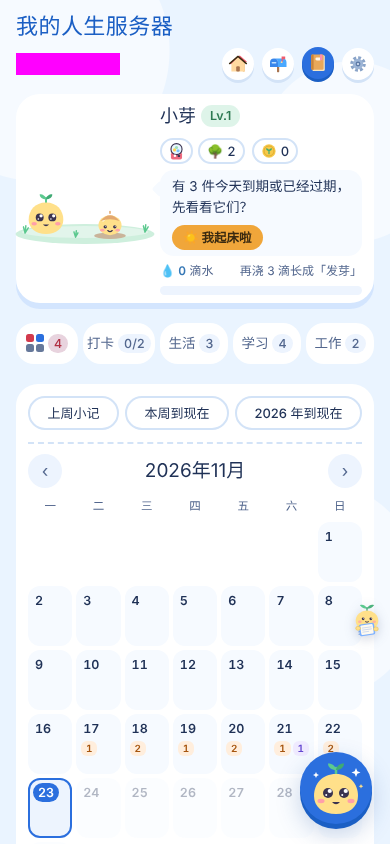 我的人生服务器
小芽 Lv.1
2 0
有 3 件今天到期或已经过期，
先看看它们?
我起床啦
0 滴水 再浇 3 滴长成「发芽」
4 打卡 0/2 生活 3 学习 4 工作 2
上周小记 本周到现在 2026 年到现在
‹ 2026年11月 ›
一 二 三 四 五 六 日
1
2 3 4 5 6 7 8
9 10 11 12 13 14 15
16 17 18 19 20 21 22
1 2 1 2 1 1 2
23 24 25 26 27 28